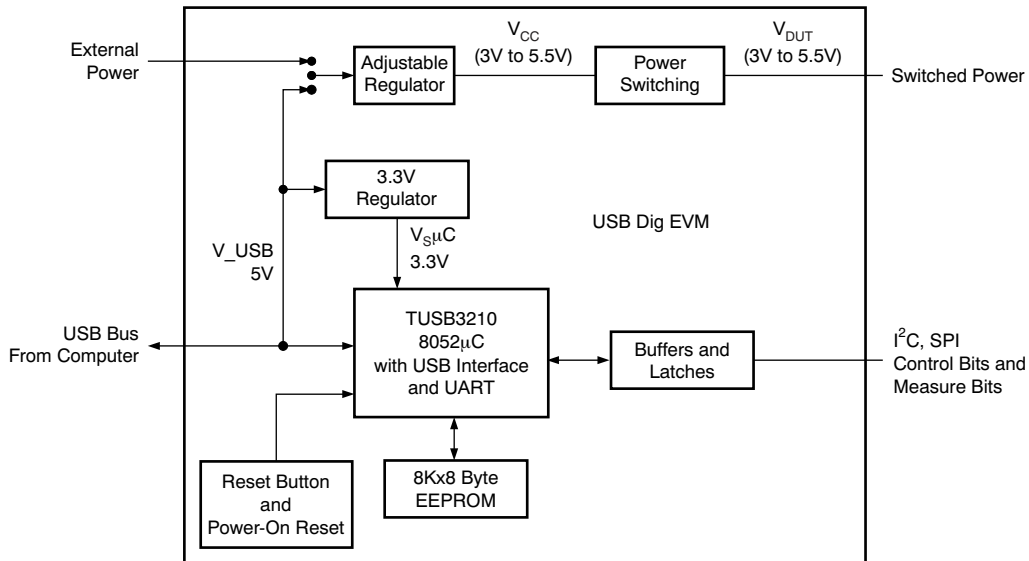 External
Power
Adjustable
Regulator
V_CC
(3V to 5.5V)
Power
Switching
V_DUT
(3V to 5.5V)
Switched Power
3.3V
Regulator
USB Dig EVM
V_USB
5V
V_SμC
3.3V
USB Bus
From Computer
TUSB3210
8052μC
with USB Interface
and UART
Buffers and
Latches
I²C, SPI
Control Bits and
Measure Bits
Reset Button
and
Power-On Reset
8Kx8 Byte
EEPROM